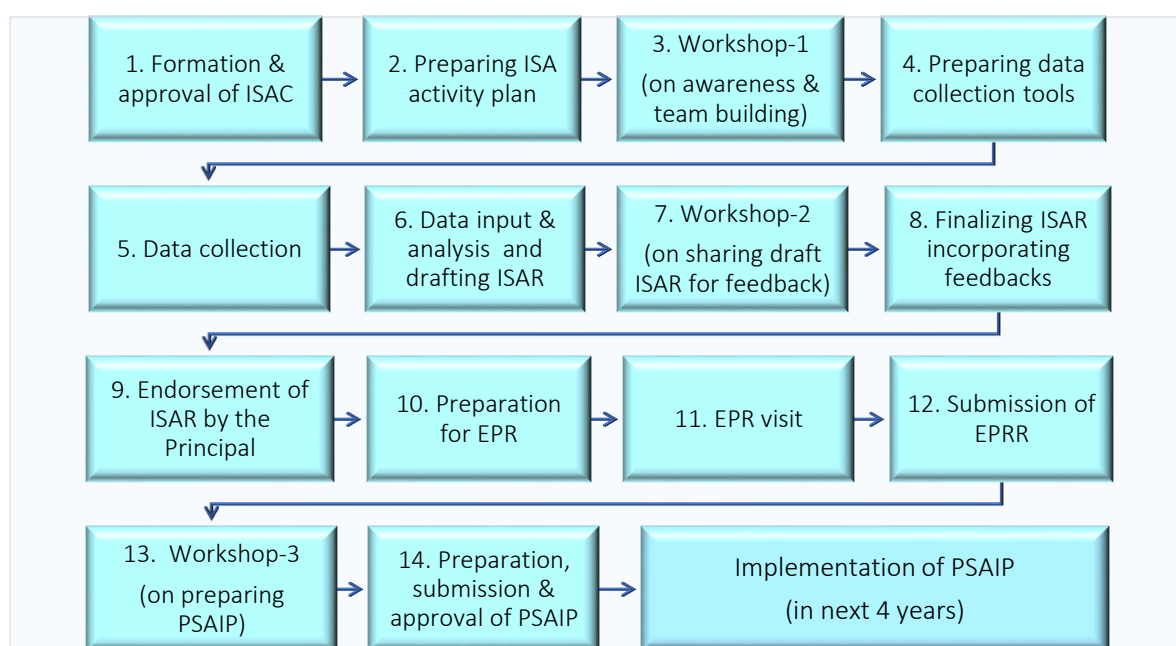 1. Formation &
approval of ISAC
2. Preparing ISA
activity plan
3. Workshop-1
(on awareness &
team building)
4. Preparing data
collection tools
5. Data collection
6. Data input &
analysis and
drafting ISAR
7. Workshop-2
(on sharing draft
ISAR for feedback)
8. Finalizing ISAR
incorporating
feedbacks
9. Endorsement of
ISAR by the
Principal
10. Preparation
for EPR
11. EPR visit
12. Submission of
EPRR
13. Workshop-3
(on preparing
PSAIP)
14. Preparation,
submission &
approval of PSAIP
Implementation of PSAIP
(in next 4 years)